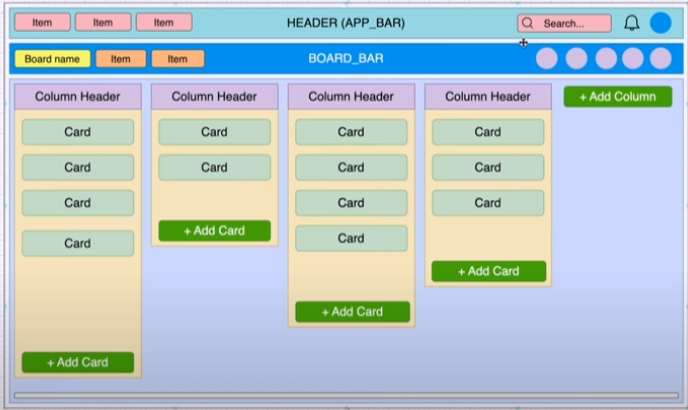 Item Item Item HEADER (APP_BAR) Search...
Board name Item Item BOARD_BAR
Column Header Column Header Column Header Column Header + Add Column
Card Card Card Card
Card Card Card Card
Card Card Card
Card Card
+ Add Card
+ Add Card
+ Add Card
+ Add Card